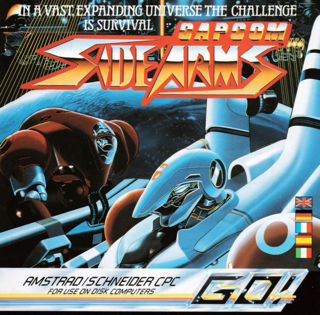 IN A VAST, EXPANDING UNIVERSE THE CHALLENGE
IS SURVIVAL
CAPCOM
SIDE ARMS
AMSTRAD/SCHNEIDER CPC
FOR USE ON DISK COMPUTERS
GO!